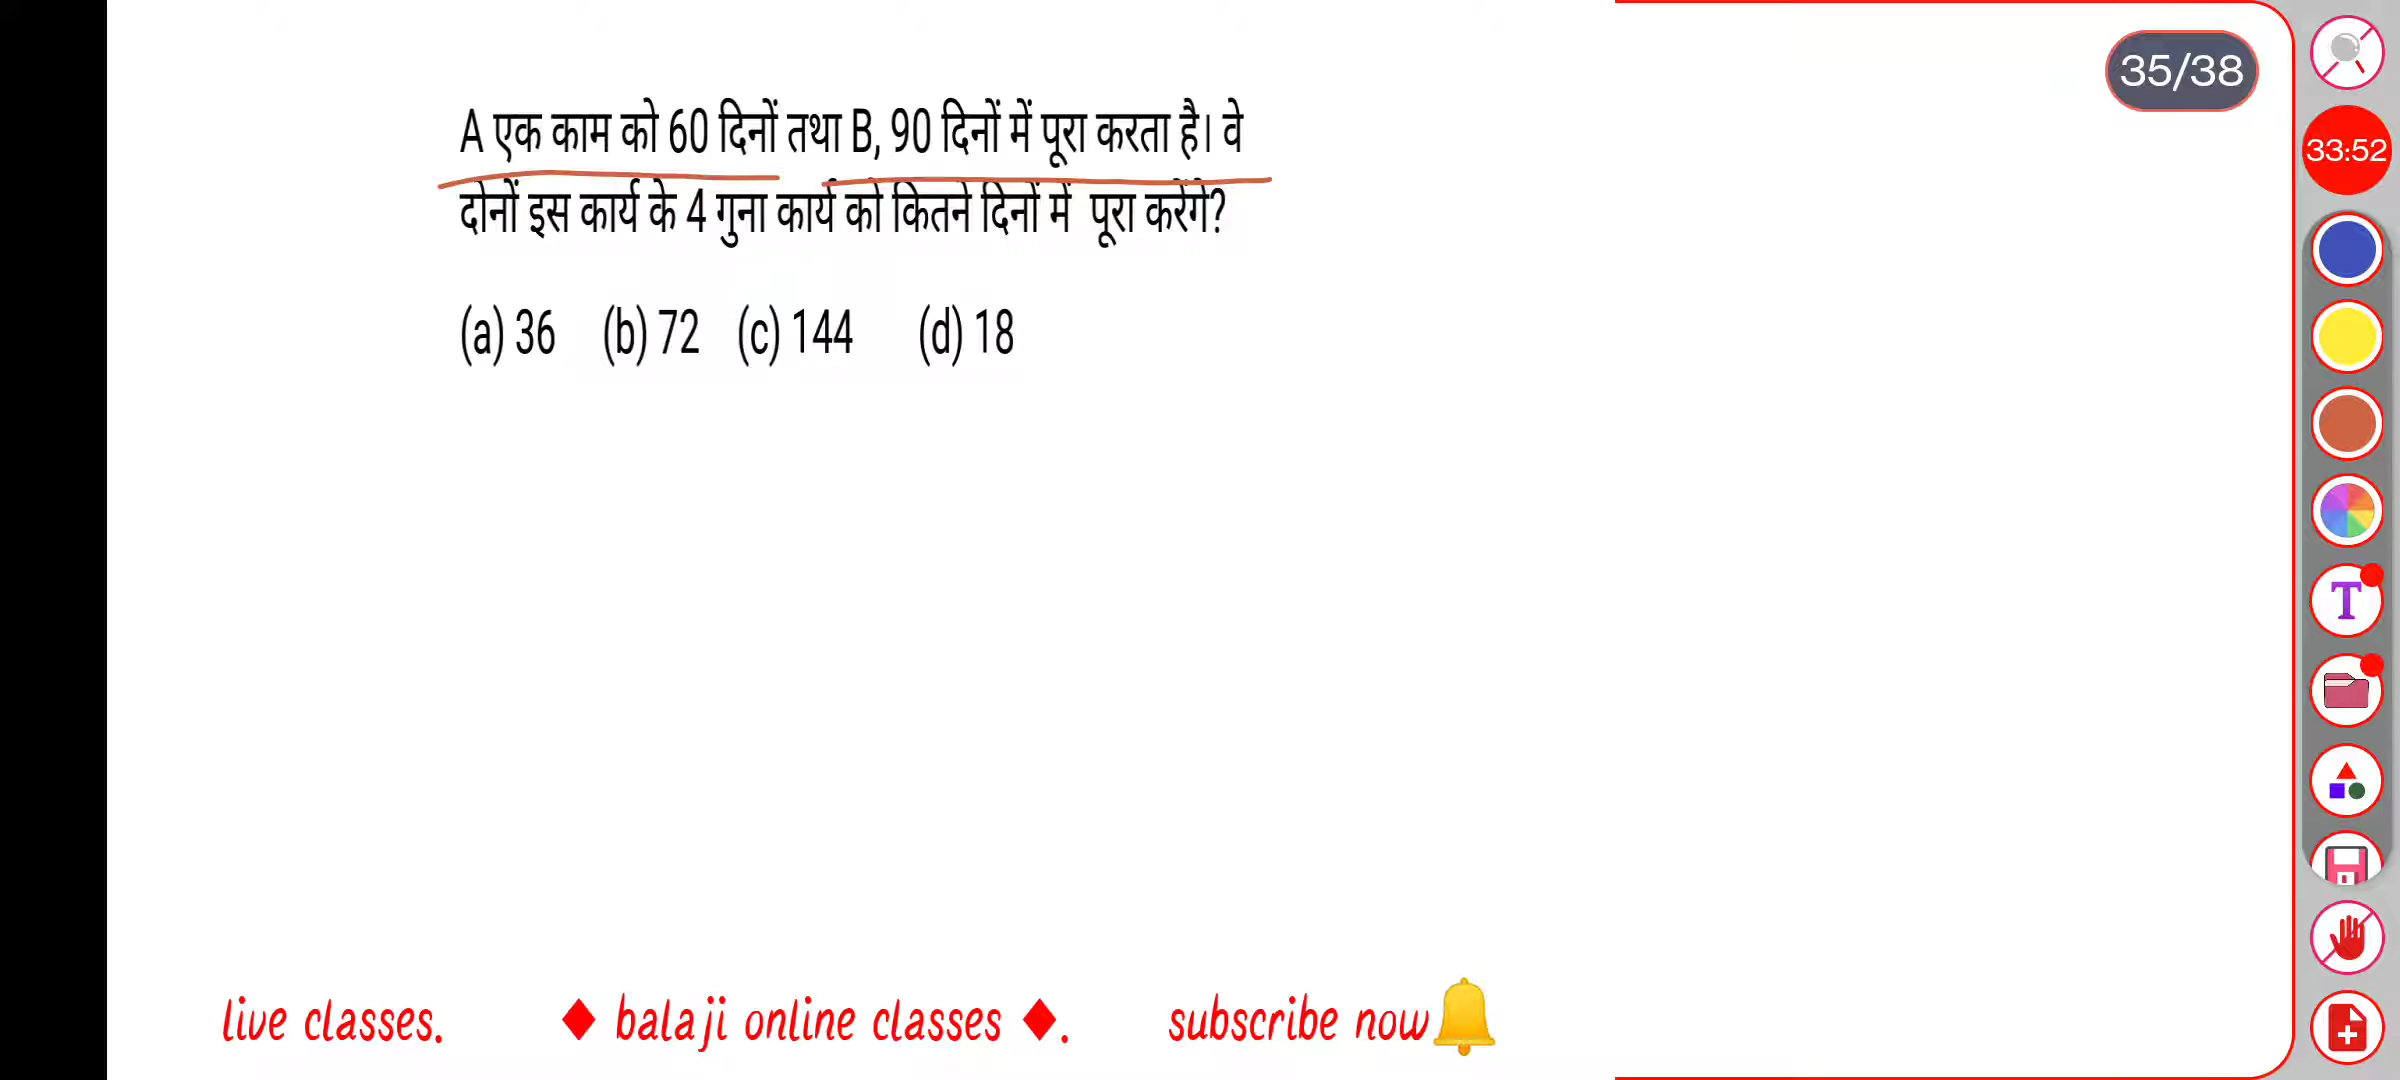 35/38
33:52
A एक काम को 60 दिनों तथा B, 90 दिनों में पूरा करता है। वे
दोनों इस कार्य के 4 गुना कार्य को कितने दिनों में पूरा करेंगे?
(a) 36 (b) 72 (c) 144 (d) 18
T
live classes. ♦ balaji online classes ♦. subscribe now🔔